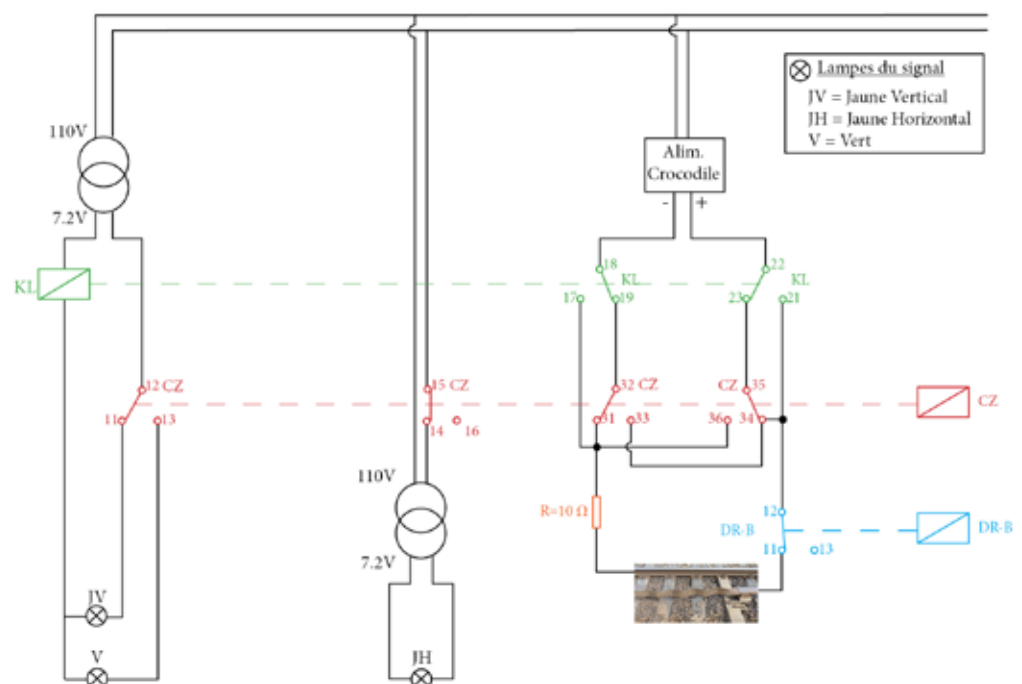 Lampes du signal
JV = Jaune Vertical
JH = Jaune Horizontal
V = Vert
110V
7.2V
Alim.
Crocodile
- +
KL
18
KL
17 19
22
KL
23 21
12 CZ
11 13
15 CZ
14 16
32 CZ
31 33
CZ 35
36 34
CZ
110V
7.2V
R=10 Ω
12
DR-B
11 13
DR-B
JV
V
JH